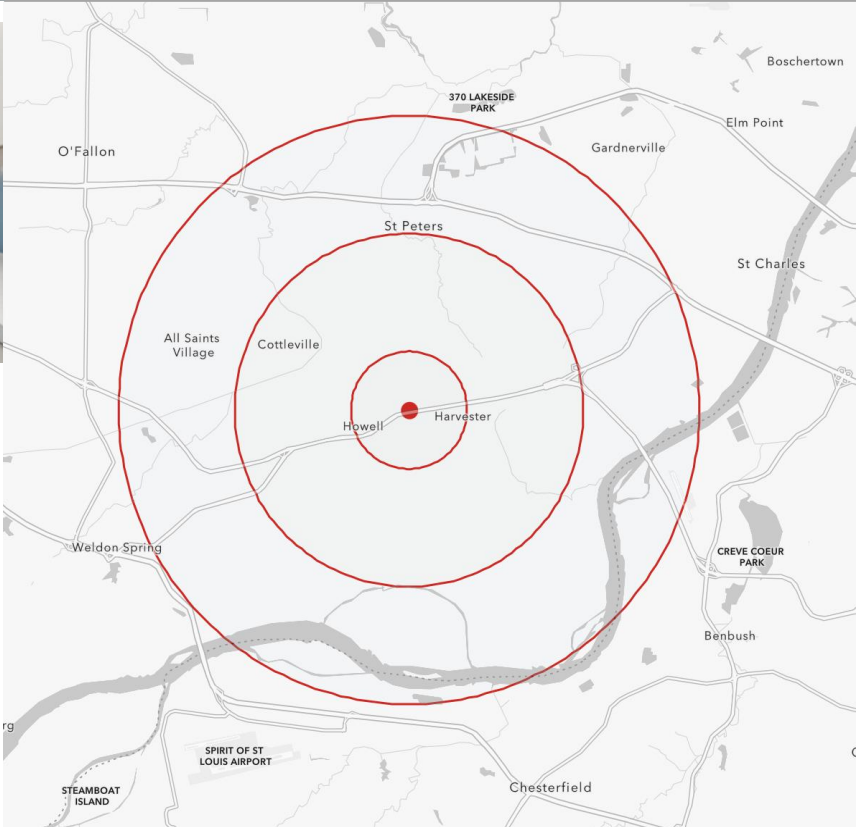 Boschertown
370 LAKESIDE
PARK
Elm Point
O'Fallon
Gardnerville
St Peters
St Charles
All Saints
Village
Cottleville
Harvester
Howell
Weldon Spring
CREVE COEUR
PARK
Benbush
rg
SPIRIT OF ST
LOUIS AIRPORT
STEAMBOAT
ISLAND
Chesterfield